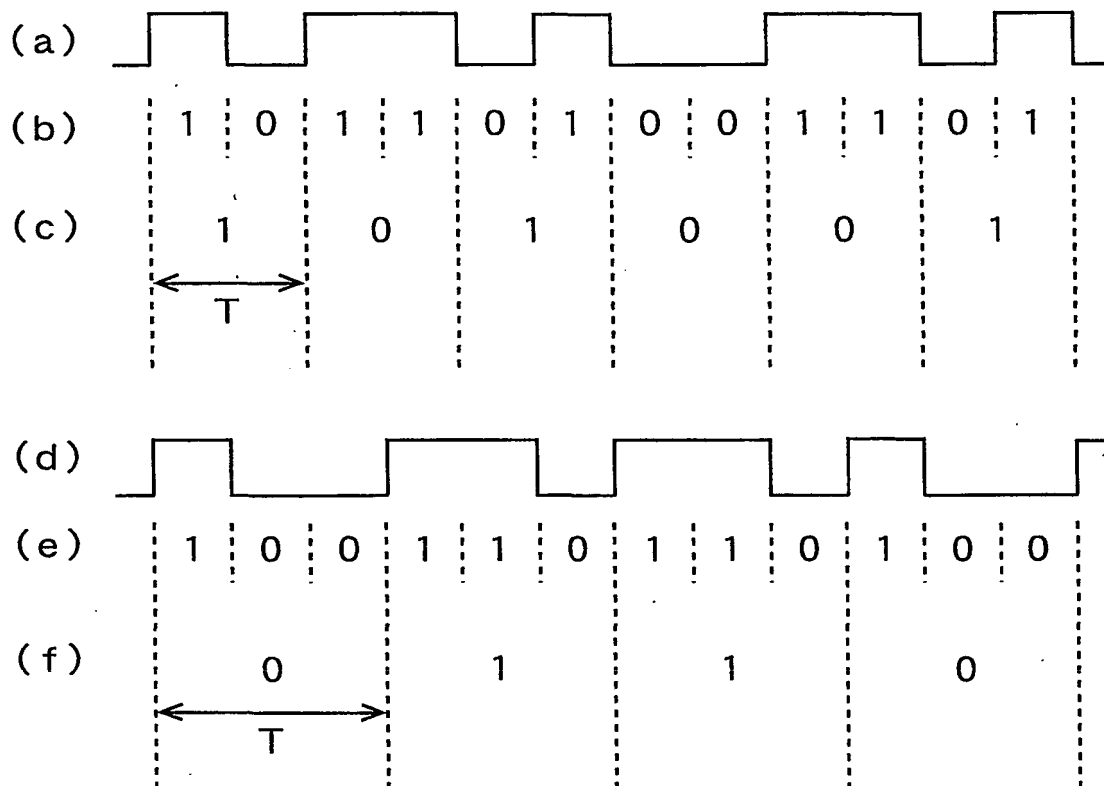 (a)
(b) 1 0 1 1 0 1 0 0 1 1 0 1
(c) 1 0 1 0 0 1
T
(d)
(e) 1 0 0 1 1 0 1 1 0 1 0 0
(f) 0 1 1 0
T